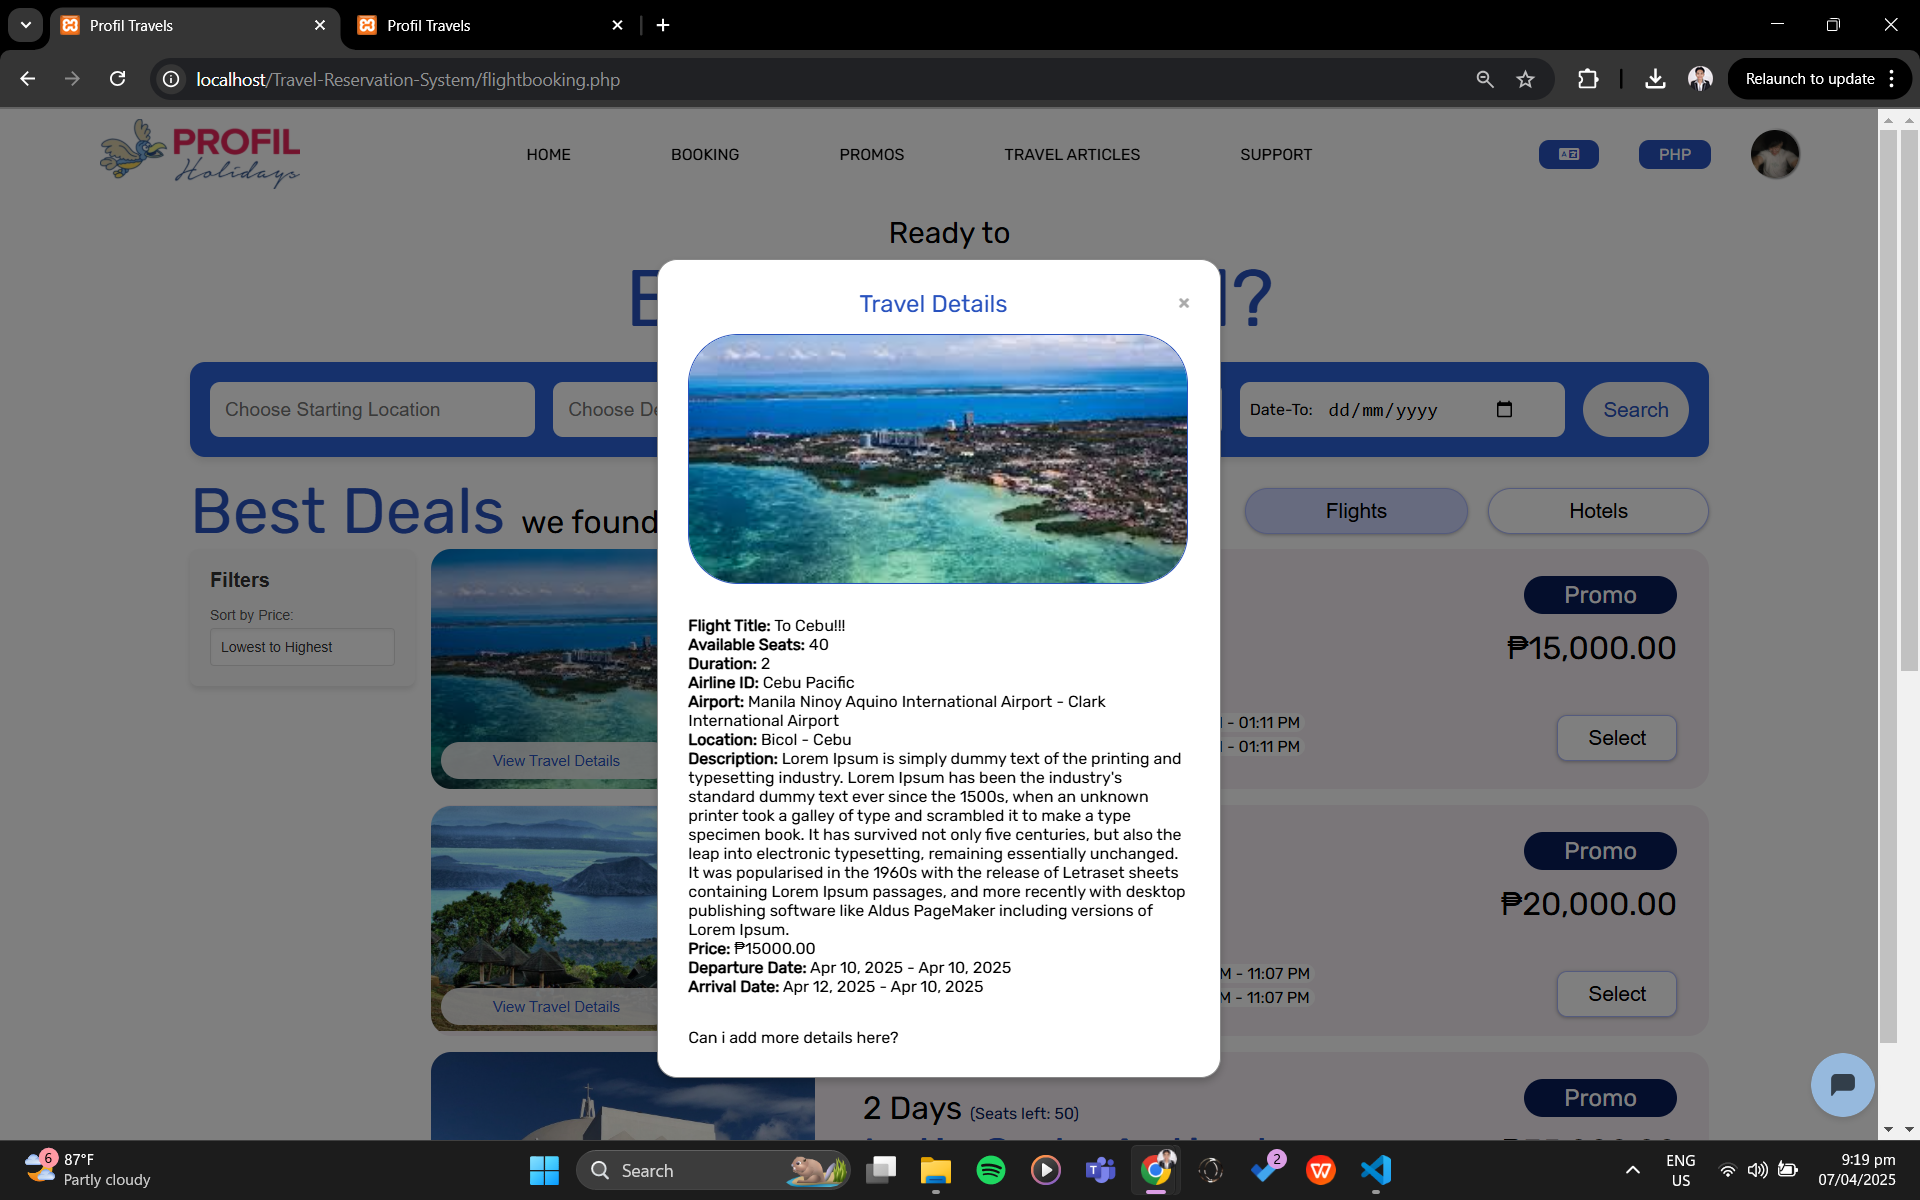 Profil Travels
Profil Travels
localhost/Travel-Reservation-System/flightbooking.php
Relaunch to update
PROFIL
Holidays
HOME
BOOKING
PROMOS
TRAVEL ARTICLES
SUPPORT
PHP
Ready to
?
Travel Details
×
Choose Starting Location
Choose De
Date-To: dd/mm/yyyy
Search
Best Deals we found
Flights
Hotels
Filters
Sort by Price:
Lowest to Highest
View Travel Details
Promo
₱15,000.00
- 01:11 PM
- 01:11 PM
Select
Flight Title: To Cebu!!!
Available Seats: 40
Duration: 2
Airline ID: Cebu Pacific
Airport: Manila Ninoy Aquino International Airport - Clark
International Airport
Location: Bicol - Cebu
Description: Lorem Ipsum is simply dummy text of the printing and
typesetting industry. Lorem Ipsum has been the industry's
standard dummy text ever since the 1500s, when an unknown
printer took a galley of type and scrambled it to make a type
specimen book. It has survived not only five centuries, but also the
leap into electronic typesetting, remaining essentially unchanged.
It was popularised in the 1960s with the release of Letraset sheets
containing Lorem Ipsum passages, and more recently with desktop
publishing software like Aldus PageMaker including versions of
Lorem Ipsum.
Price: ₱15000.00
Departure Date: Apr 10, 2025 - Apr 10, 2025
Arrival Date: Apr 12, 2025 - Apr 10, 2025
Can i add more details here?
View Travel Details
Promo
₱20,000.00
M - 11:07 PM
M - 11:07 PM
Select
2 Days (Seats left: 50)
Promo
6
87°F
Partly cloudy
Search
2
ENG
US
9:19 pm
07/04/2025